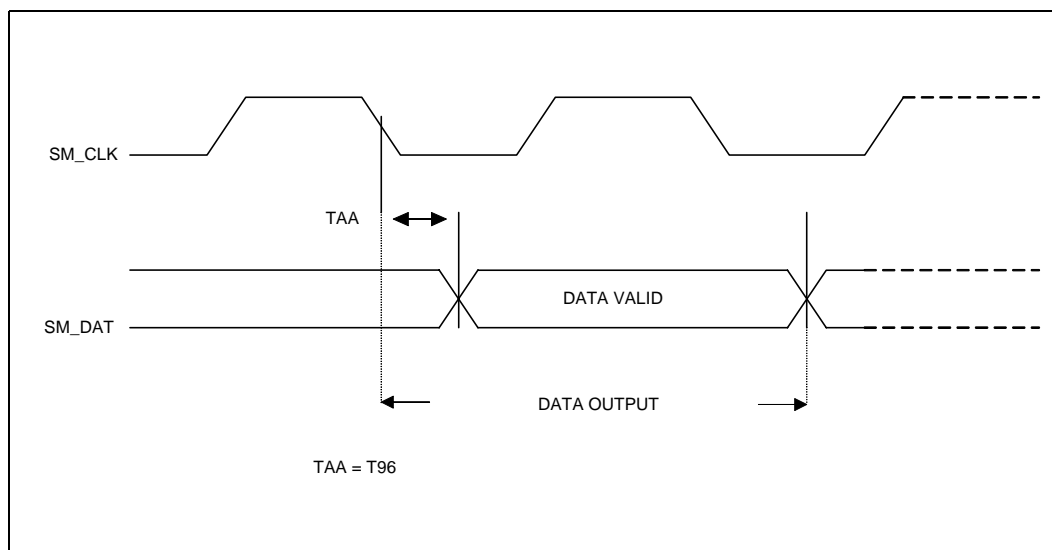 SM_CLK
TAA
DATA VALID
SM_DAT
DATA OUTPUT
TAA = T96